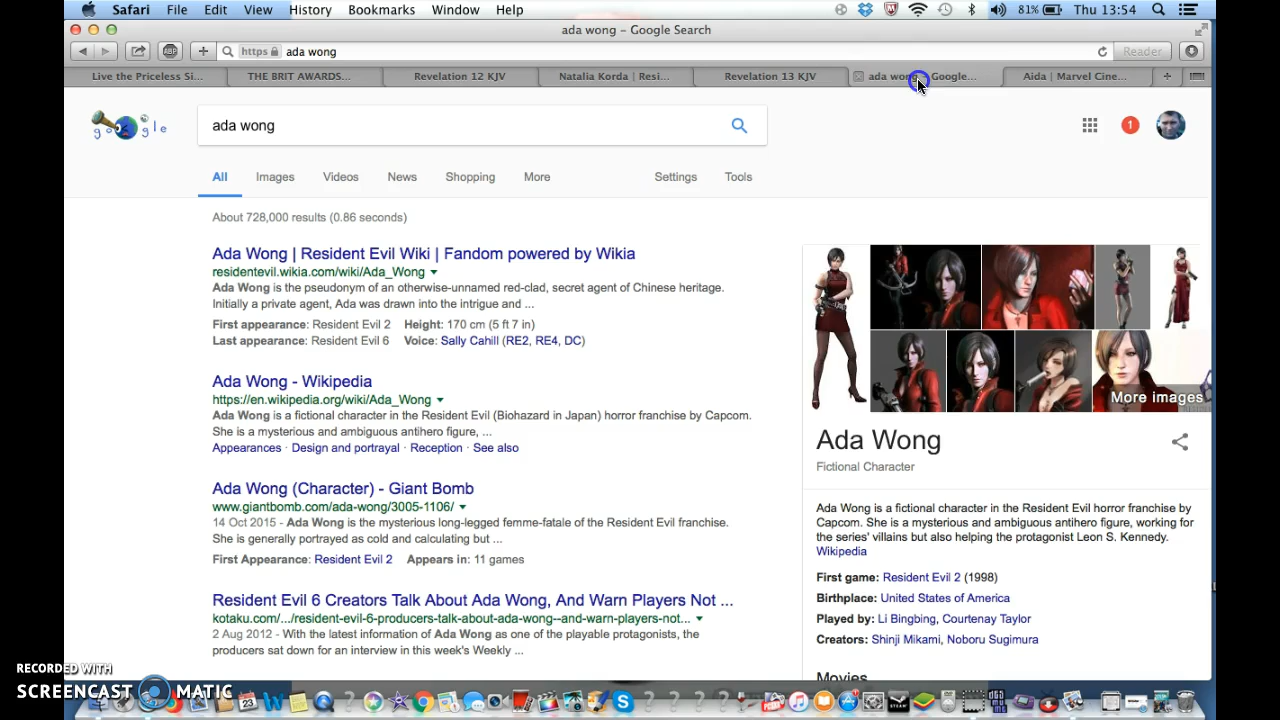 Safari File Edit View History Bookmarks Window Help 81% Thu 13:54
ada wong – Google Search
ABP + https ada wong Reader
Live the Priceless Si... THE BRIT AWARDS... Revelation 12 KJV Natalia Korda | Resi... Revelation 13 KJV ada wong Google... Aida | Marvel Cine... +
google ada wong 1
All Images Videos News Shopping More Settings Tools
About 728,000 results (0.86 seconds)
Ada Wong | Resident Evil Wiki | Fandom powered by Wikia
residentevil.wikia.com/wiki/Ada_Wong
Ada Wong is the pseudonym of an otherwise-unnamed red-clad, secret agent of Chinese heritage.
Initially a private agent, Ada was drawn into the intrigue and ...
First appearance: Resident Evil 2 Height: 170 cm (5 ft 7 in)
Last appearance: Resident Evil 6 Voice: Sally Cahill (RE2, RE4, DC)
Ada Wong - Wikipedia
https://en.wikipedia.org/wiki/Ada_Wong
Ada Wong is a fictional character in the Resident Evil (Biohazard in Japan) horror franchise by Capcom.
She is a mysterious and ambiguous antihero figure, ...
Appearances · Design and portrayal · Reception · See also
Ada Wong (Character) - Giant Bomb
www.giantbomb.com/ada-wong/3005-1106/
14 Oct 2015 - Ada Wong is the mysterious long-legged femme-fatale of the Resident Evil franchise.
She is generally portrayed as cold and calculating but ...
First Appearance: Resident Evil 2 Appears in: 11 games
Resident Evil 6 Creators Talk About Ada Wong, And Warn Players Not ...
kotaku.com/.../resident-evil-6-producers-talk-about-ada-wong--and-warn-players-not...
2 Aug 2012 - With the latest information of Ada Wong as one of the playable protagonists, the
producers sat down for an interview in this week's Weekly ...
More images
Ada Wong
Fictional Character
Ada Wong is a fictional character in the Resident Evil horror franchise by
Capcom. She is a mysterious and ambiguous antihero figure, working for
the series' villains but also helping the protagonist Leon S. Kennedy.
Wikipedia
First game: Resident Evil 2 (1998)
Birthplace: United States of America
Played by: Li Bingbing, Courtenay Taylor
Creators: Shinji Mikami, Noboru Sugimura
Movies
RECORDED WITH
SCREENCAST MATIC